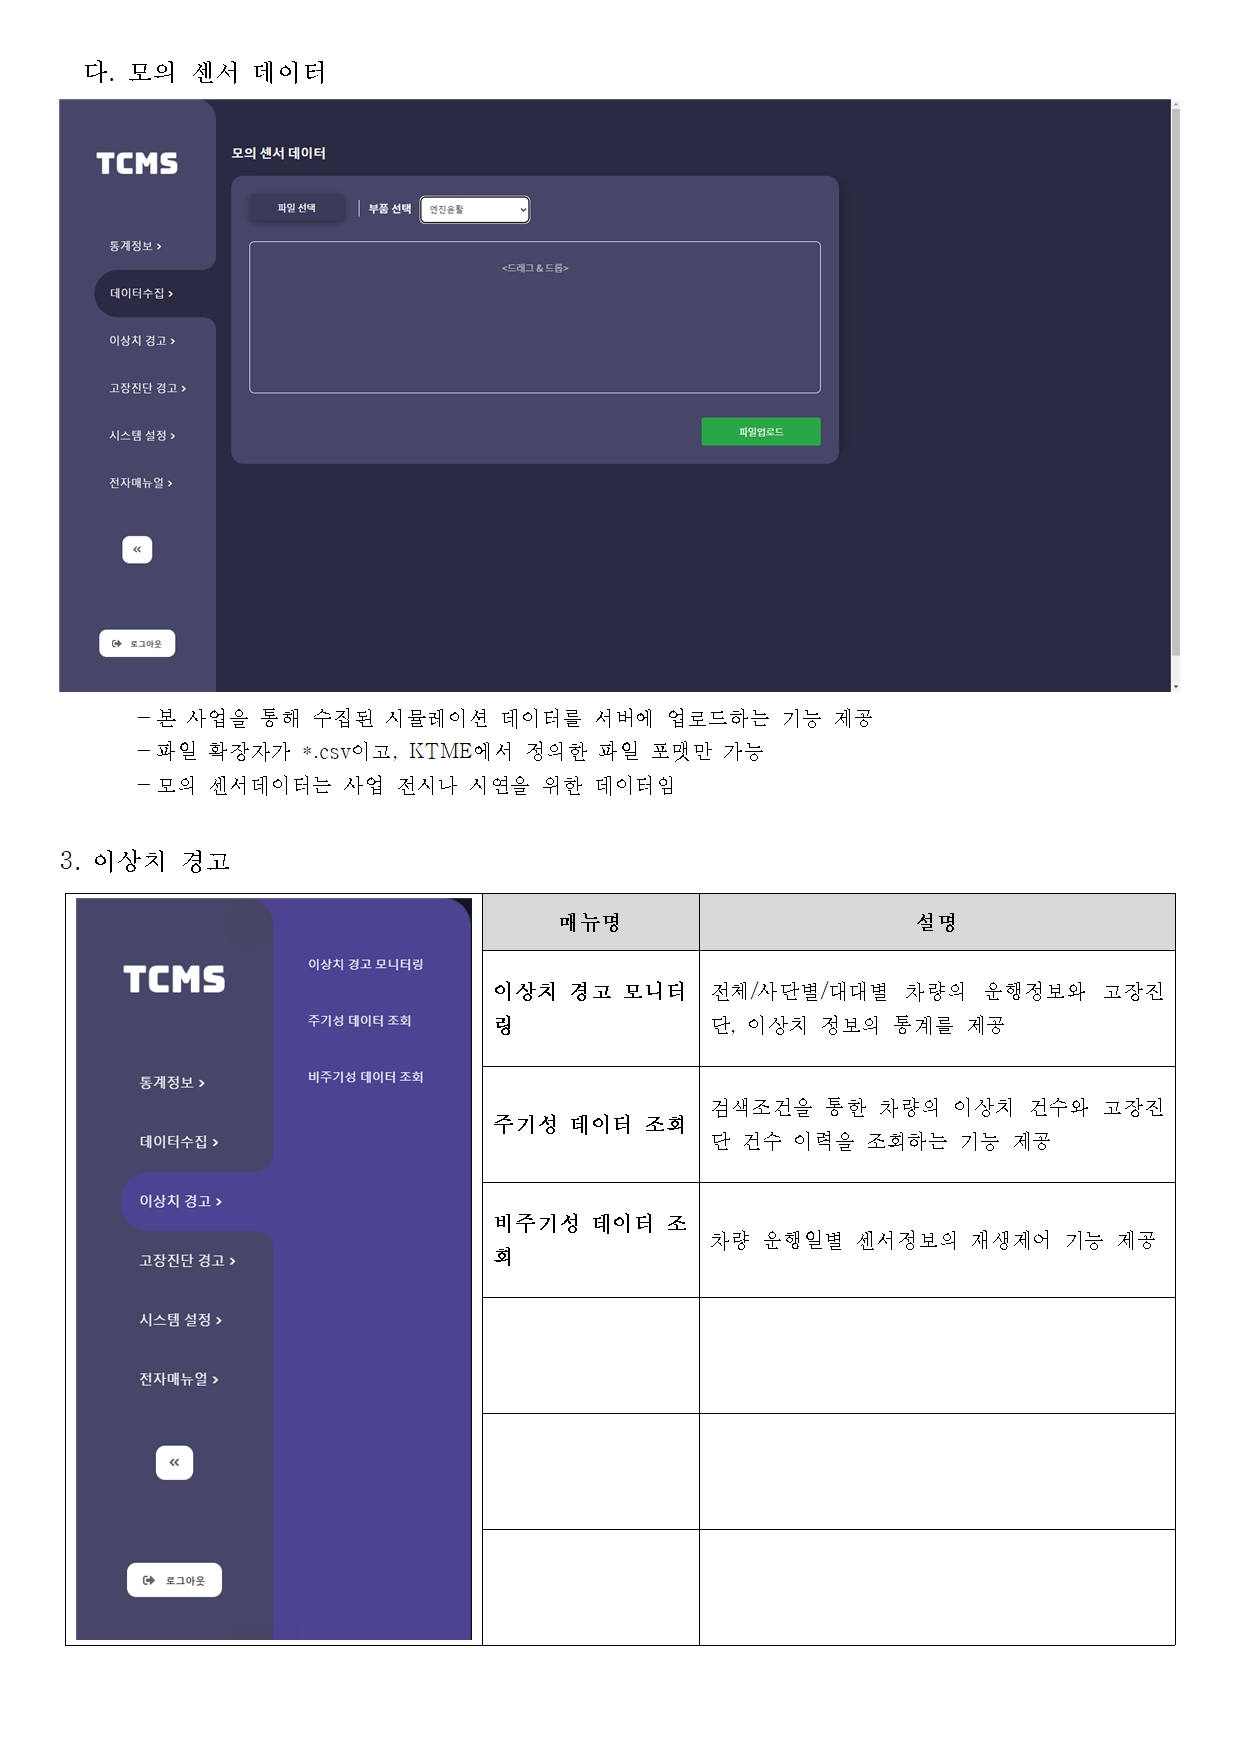 다. 모의 센서 데이터
TCMS
모의 센서 데이터
파일 선택 | 부품 선택 엔진윤활
통계정보 >
<드래그 & 드롭>
데이터수집 >
이상치 경고 >
고장진단 경고 >
시스템 설정 >
파일업로드
전자매뉴얼 >
«
로그아웃
- 본 사업을 통해 수집된 시뮬레이션 데이터를 서버에 업로드하는 기능 제공
- 파일 확장자가 *.csv이고, KTME에서 정의한 파일 포맷만 가능
- 모의 센서데이터는 사업 전시나 시연을 위한 데이터임
3. 이상치 경고
TCMS
통계정보 >
데이터수집 >
이상치 경고 >
고장진단 경고 >
시스템 설정 >
전자매뉴얼 >
«
로그아웃
이상치 경고 모니터링
주기성 데이터 조회
비주기성 데이터 조회
메뉴명 설명
이상치 경고 모니터
링
전체/사단별/대대별 차량의 운행정보와 고장진
단, 이상치 정보의 통계를 제공
주기성 데이터 조회
검색조건을 통한 차량의 이상치 건수와 고장진
단 건수 이력을 조회하는 기능 제공
비주기성 데이터 조
회
차량 운행일별 센서정보의 재생제어 기능 제공